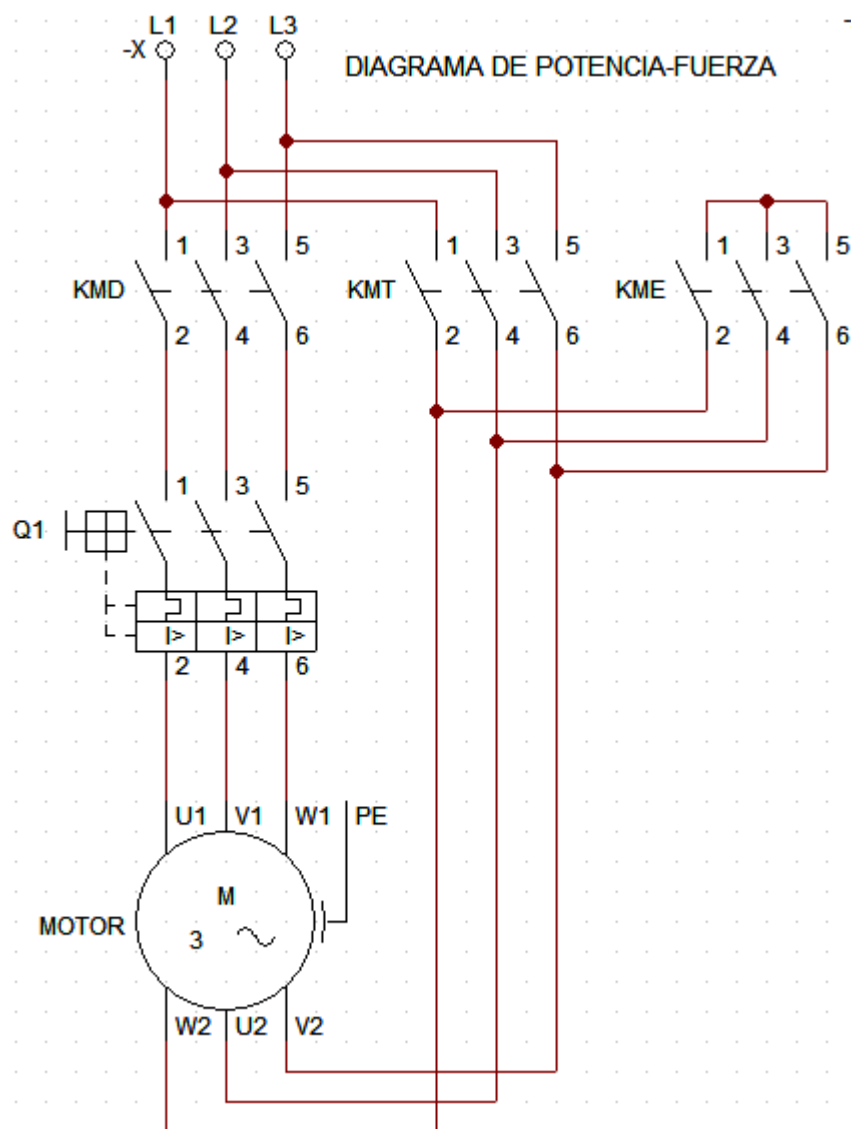 L1 L2 L3
-X
DIAGRAMA DE POTENCIA-FUERZA
1 3 5 1 3 5 1 3 5
KMD KMT KME
2 4 6 2 4 6 2 4 6
1 3 5
Q1
I> I> I>
2 4 6
U1 V1 W1 PE
M
MOTOR 3
W2 U2 V2